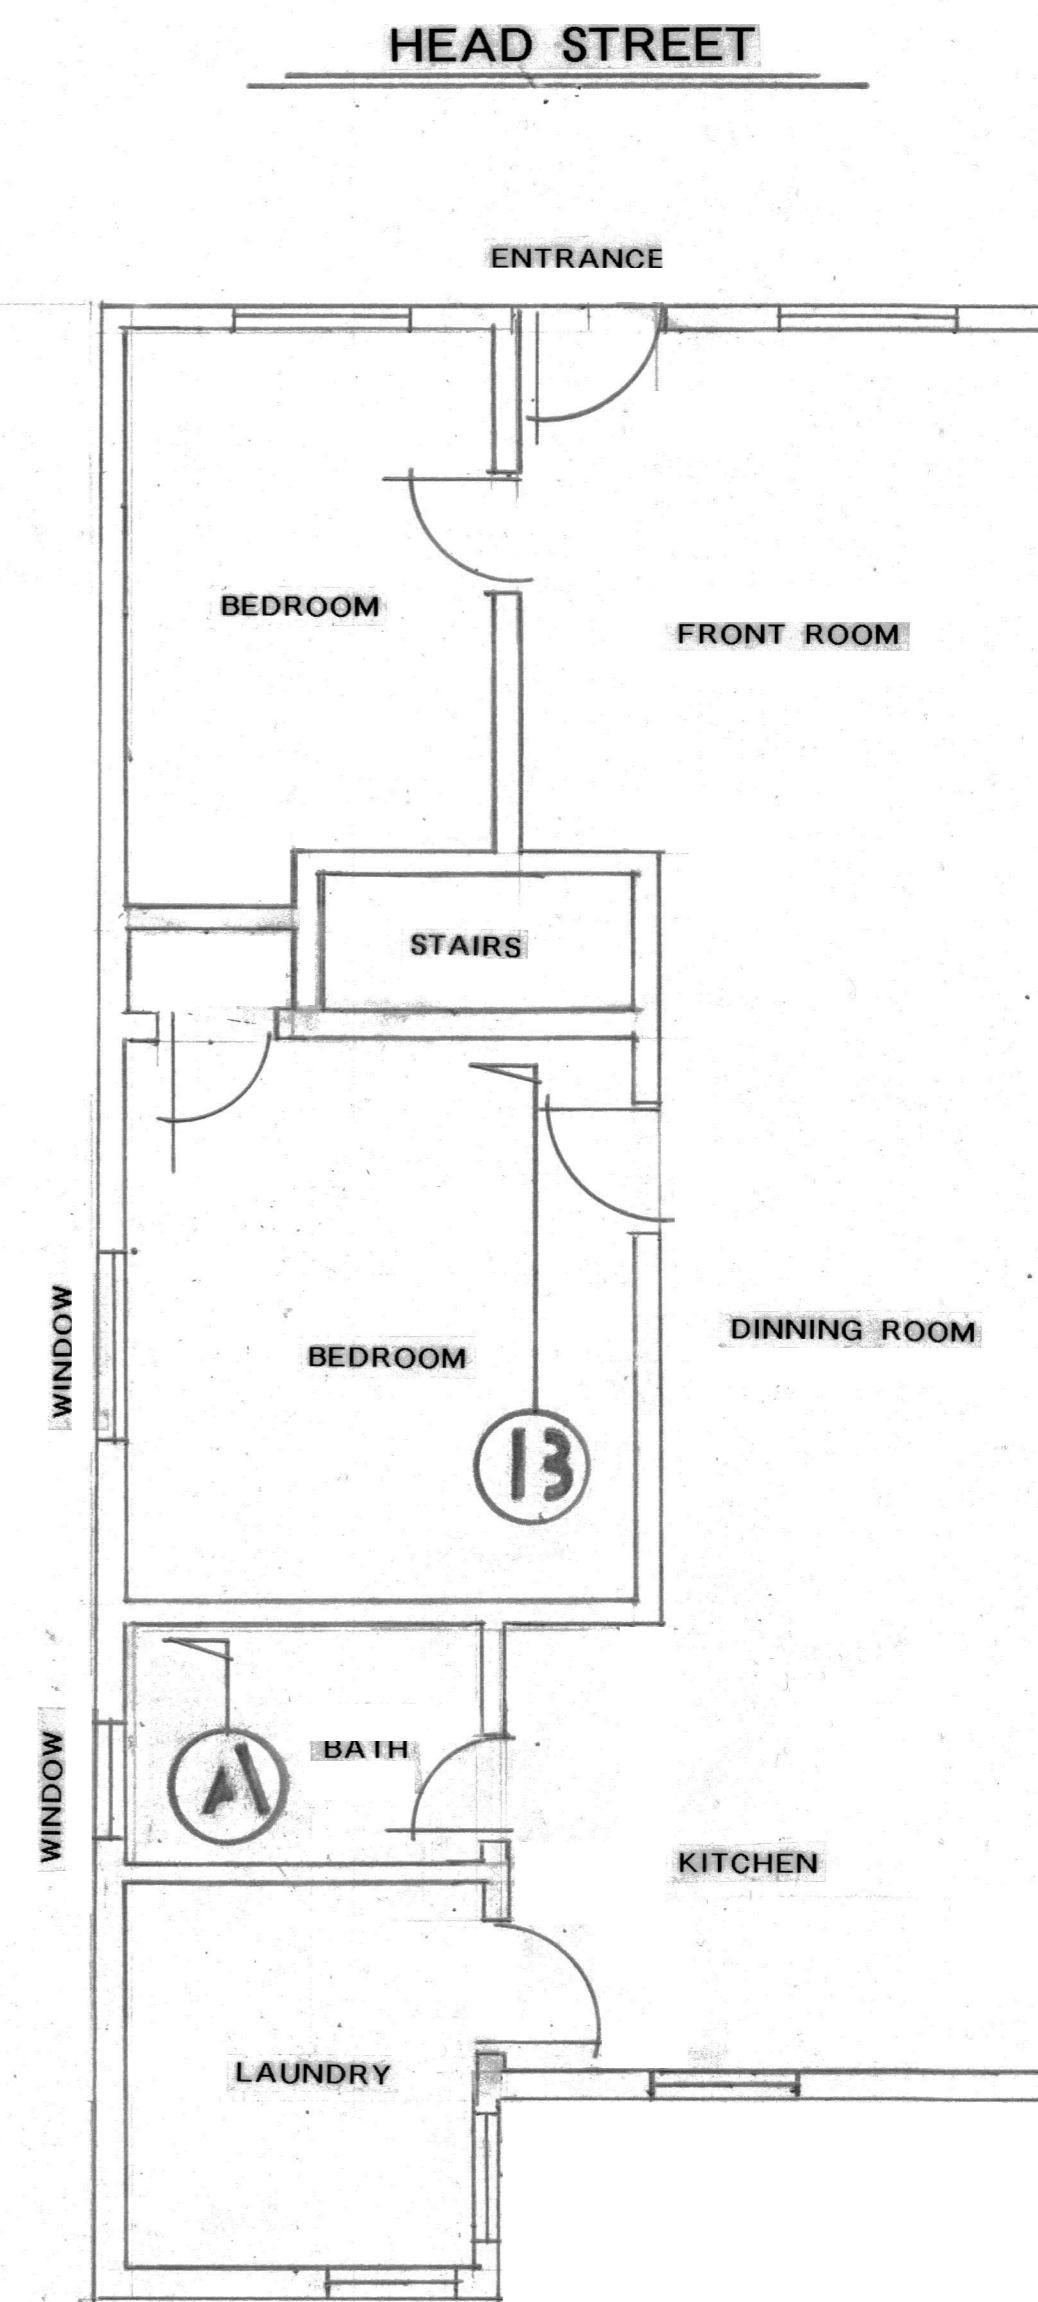 HEAD STREET
ENTRANCE
BEDROOM
FRONT ROOM
STAIRS
WINDOW
BEDROOM
DINNING ROOM
13
WINDOW
BATH
A
KITCHEN
LAUNDRY